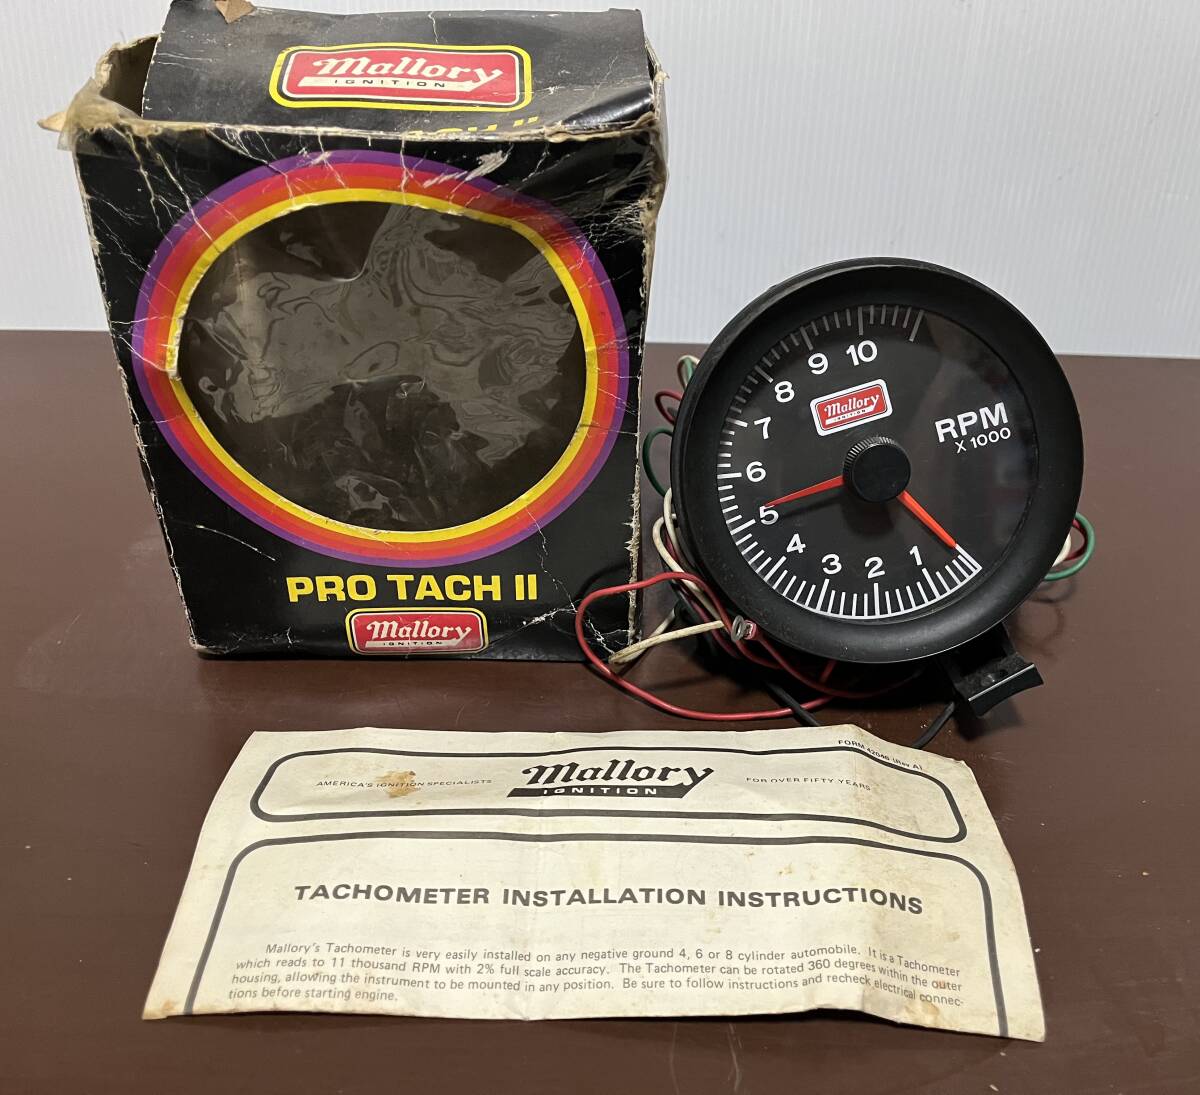 Mallory
IGNITION
PRO TACH II
Mallory
IGNITION
10
9
8
7
6
5
4
3
2
1
Mallory
IGNITION
RPM
X 1000
FORM 42046 (Rev A)
AMERICA'S IGNITION SPECIALISTS
Mallory
IGNITION
FOR OVER FIFTY YEARS
TACHOMETER INSTALLATION INSTRUCTIONS
Mallory's Tachometer is very easily installed on any negative ground 4, 6 or 8 cylinder automobile. It is a Tachometer
which reads to 11 thousand RPM with 2% full scale accuracy. The Tachometer can be rotated 360 degrees within the outer
housing, allowing the instrument to be mounted in any position. Be sure to follow instructions and recheck electrical connec-
tions before starting engine.